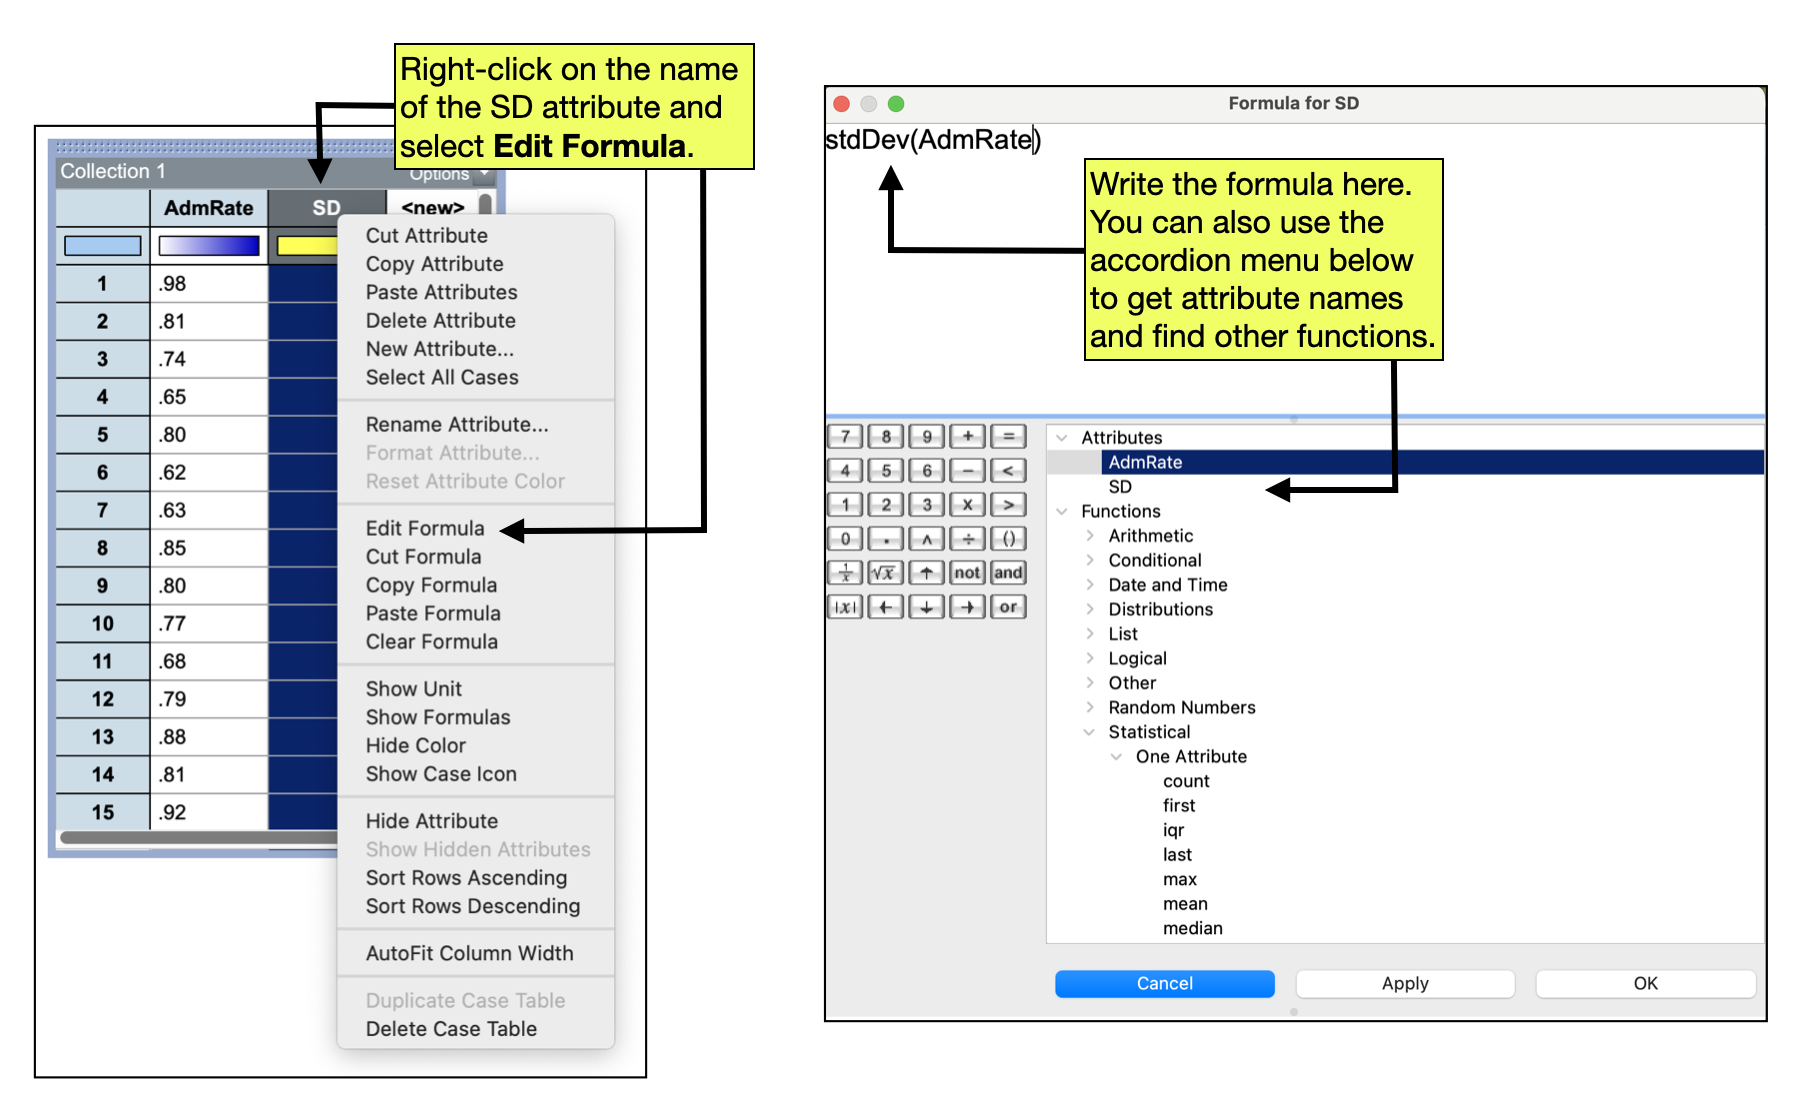 Right-click on the name
of the SD attribute and
select Edit Formula.
Collection 1
Options
AdmRate SD <new>
1 .98
2 .81
3 .74
4 .65
5 .80
6 .62
7 .63
8 .85
9 .80
10 .77
11 .68
12 .79
13 .88
14 .81
15 .92
Cut Attribute
Copy Attribute
Paste Attributes
Delete Attribute
New Attribute...
Select All Cases
Rename Attribute...
Format Attribute...
Reset Attribute Color
Edit Formula
Cut Formula
Copy Formula
Paste Formula
Clear Formula
Show Unit
Show Formulas
Hide Color
Show Case Icon
Hide Attribute
Show Hidden Attributes
Sort Rows Ascending
Sort Rows Descending
AutoFit Column Width
Duplicate Case Table
Delete Case Table
Formula for SD
stdDev(AdmRate)
Write the formula here.
You can also use the
accordion menu below
to get attribute names
and find other functions.
7 8 9 + =
4 5 6 − <
1 2 3 x >
0 . ^ ÷ ()
1/x √x ↑ not and
|x| ← ↓ → or
Attributes
AdmRate
SD
Functions
Arithmetic
Conditional
Date and Time
Distributions
List
Logical
Other
Random Numbers
Statistical
One Attribute
count
first
iqr
last
max
mean
median
Cancel Apply OK